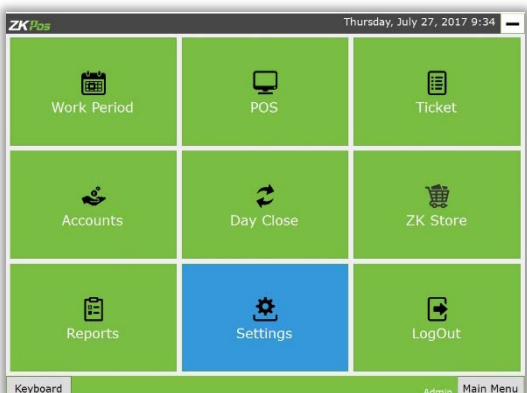 ZKPos
Thursday, July 27, 2017 9:34
Work Period
POS
Ticket
Accounts
Day Close
ZK Store
Reports
Settings
LogOut
Keyboard
Admin
Main Menu